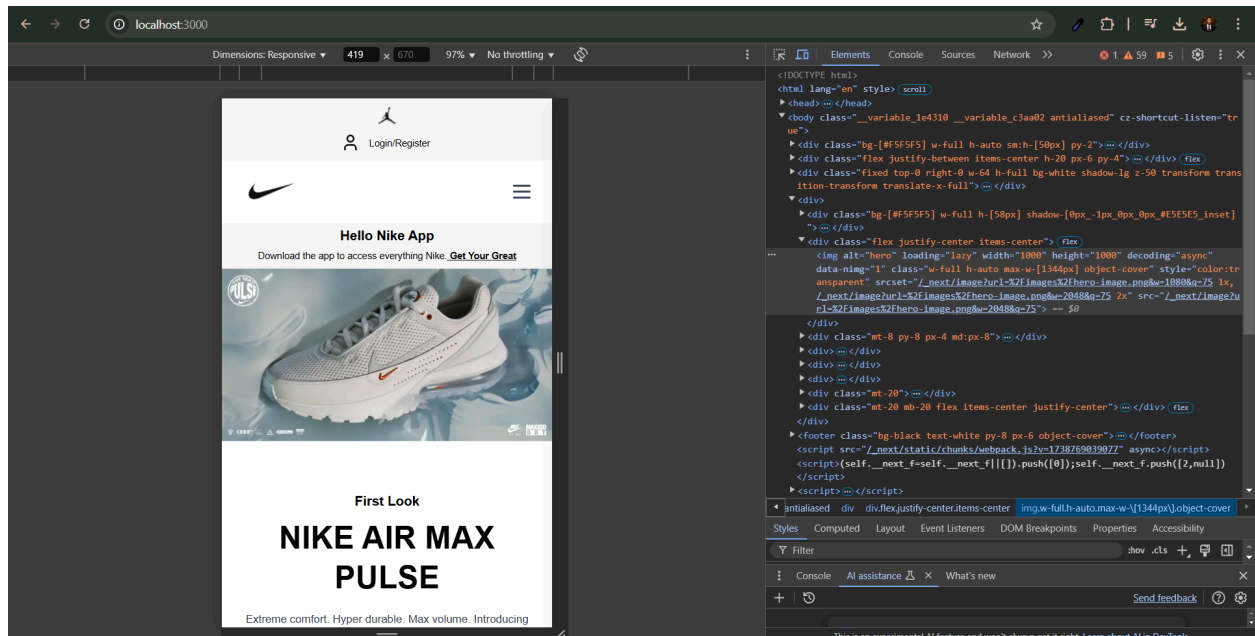 localhost:3000
Dimensions: Responsive ▾ 419 × 670 97% ▾ No throttling ▾
Login/Register
Hello Nike App
Download the app to access everything Nike. Get Your Great
First Look
NIKE AIR MAX
PULSE
Extreme comfort. Hyper durable. Max volume. Introducing
Elements Console Sources Network 1 59 5
<!DOCTYPE html>
<html lang="en" style> scroll
<head> ⋯ </head>
<body class="__variable_1e4310 __variable_c3aa02 antialiased" cz-shortcut-listen="tr
ue">
<div class="bg-[#F5F5F5] w-full h-auto sm:h-[50px] py-2"> ⋯ </div>
<div class="flex justify-between items-center h-20 px-6 py-4"> ⋯ </div> flex
<div class="fixed top-0 right-0 w-64 h-full bg-white shadow-lg z-50 transform trans
ition-transform translate-x-full"> ⋯ </div>
<div>
<div class="bg-[#F5F5F5] w-full h-[58px] shadow-[0px_-1px_0px_0px_#E5E5E5_inset]
"> ⋯ </div>
<div class="flex justify-center items-center"> flex
<img alt="hero" loading="lazy" width="1000" height="1000" decoding="async"
data-nimg="1" class="w-full h-auto max-w-[1344px] object-cover" style="color:tr
ansparent" srcset="/_next/image?url=%2Fimages%2Fhero-image.png&w=1080&q=75 1x,
/_next/image?url=%2Fimages%2Fhero-image.png&w=2048&q=75 2x" src="/_next/image?u
rl=%2Fimages%2Fhero-image.png&w=2048&q=75"> == $0
</div>
<div class="mt-8 py-8 px-4 md:px-8"> ⋯ </div>
<div> ⋯ </div>
<div> ⋯ </div>
<div> ⋯ </div>
<div class="mt-20"> ⋯ </div>
<div class="mt-20 mb-20 flex items-center justify-center"> ⋯ </div> flex
</div>
<footer class="bg-black text-white py-8 px-6 object-cover"> ⋯ </footer>
<script src="/_next/static/chunks/webpack.js?v=1738769039077" async></script>
<script>(self.__next_f=self.__next_f||[]).push([0]);self.__next_f.push([2,null])
</script>
<script> ⋯ </script>
antialiased div div.flex.justify-center.items-center img.w-full.h-auto.max-w-\[1344px\].object-cover
Styles Computed Layout Event Listeners DOM Breakpoints Properties Accessibility
Filter :hov .cls
Console AI assistance What's new
Send feedback